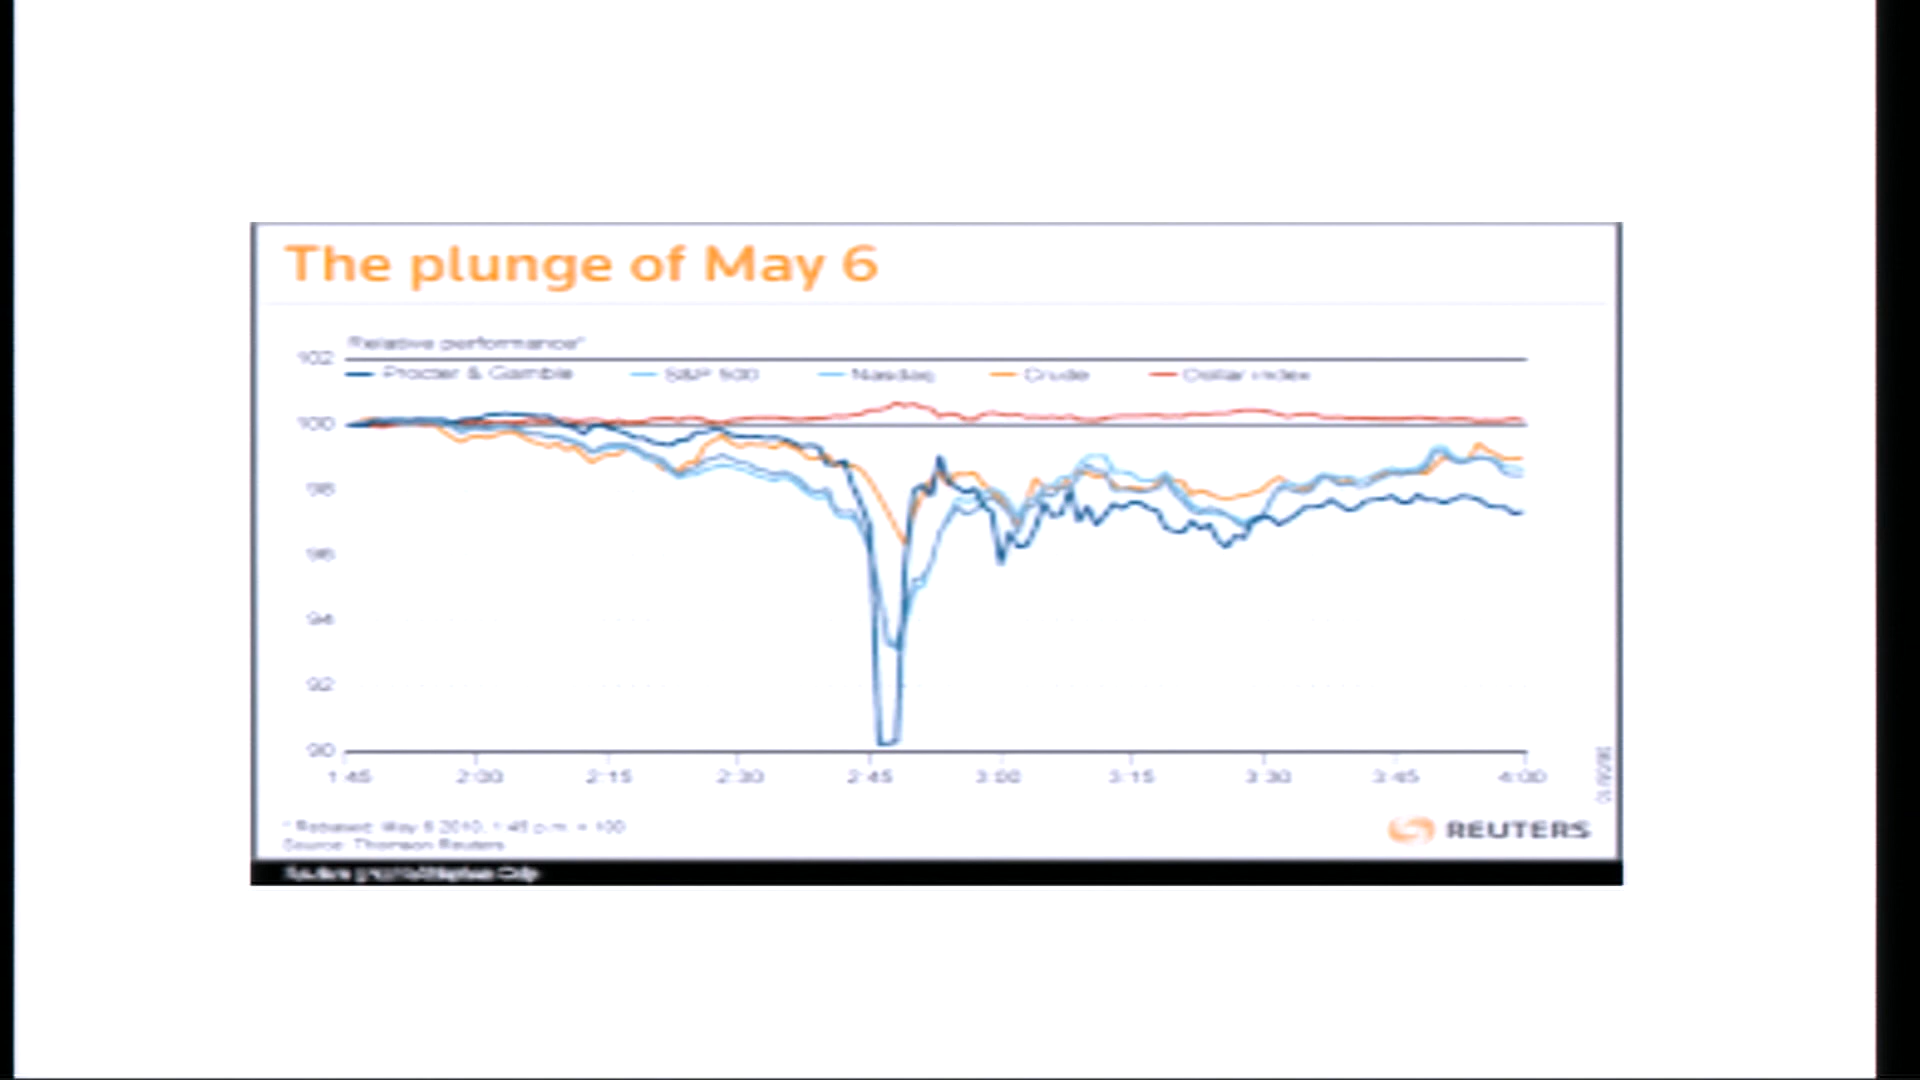 The plunge of May 6
Relative performance*
102
Procter & Gamble S&P 500 Nasdaq Crude Dollar index
100
98
96
94
92
90
1:45 2:00 2:15 2:30 2:45 3:00 3:15 3:30 3:45 4:00
* Rebased: May 6 2010, 1:45 p.m. = 100
Source: Thomson Reuters
REUTERS
Reuters